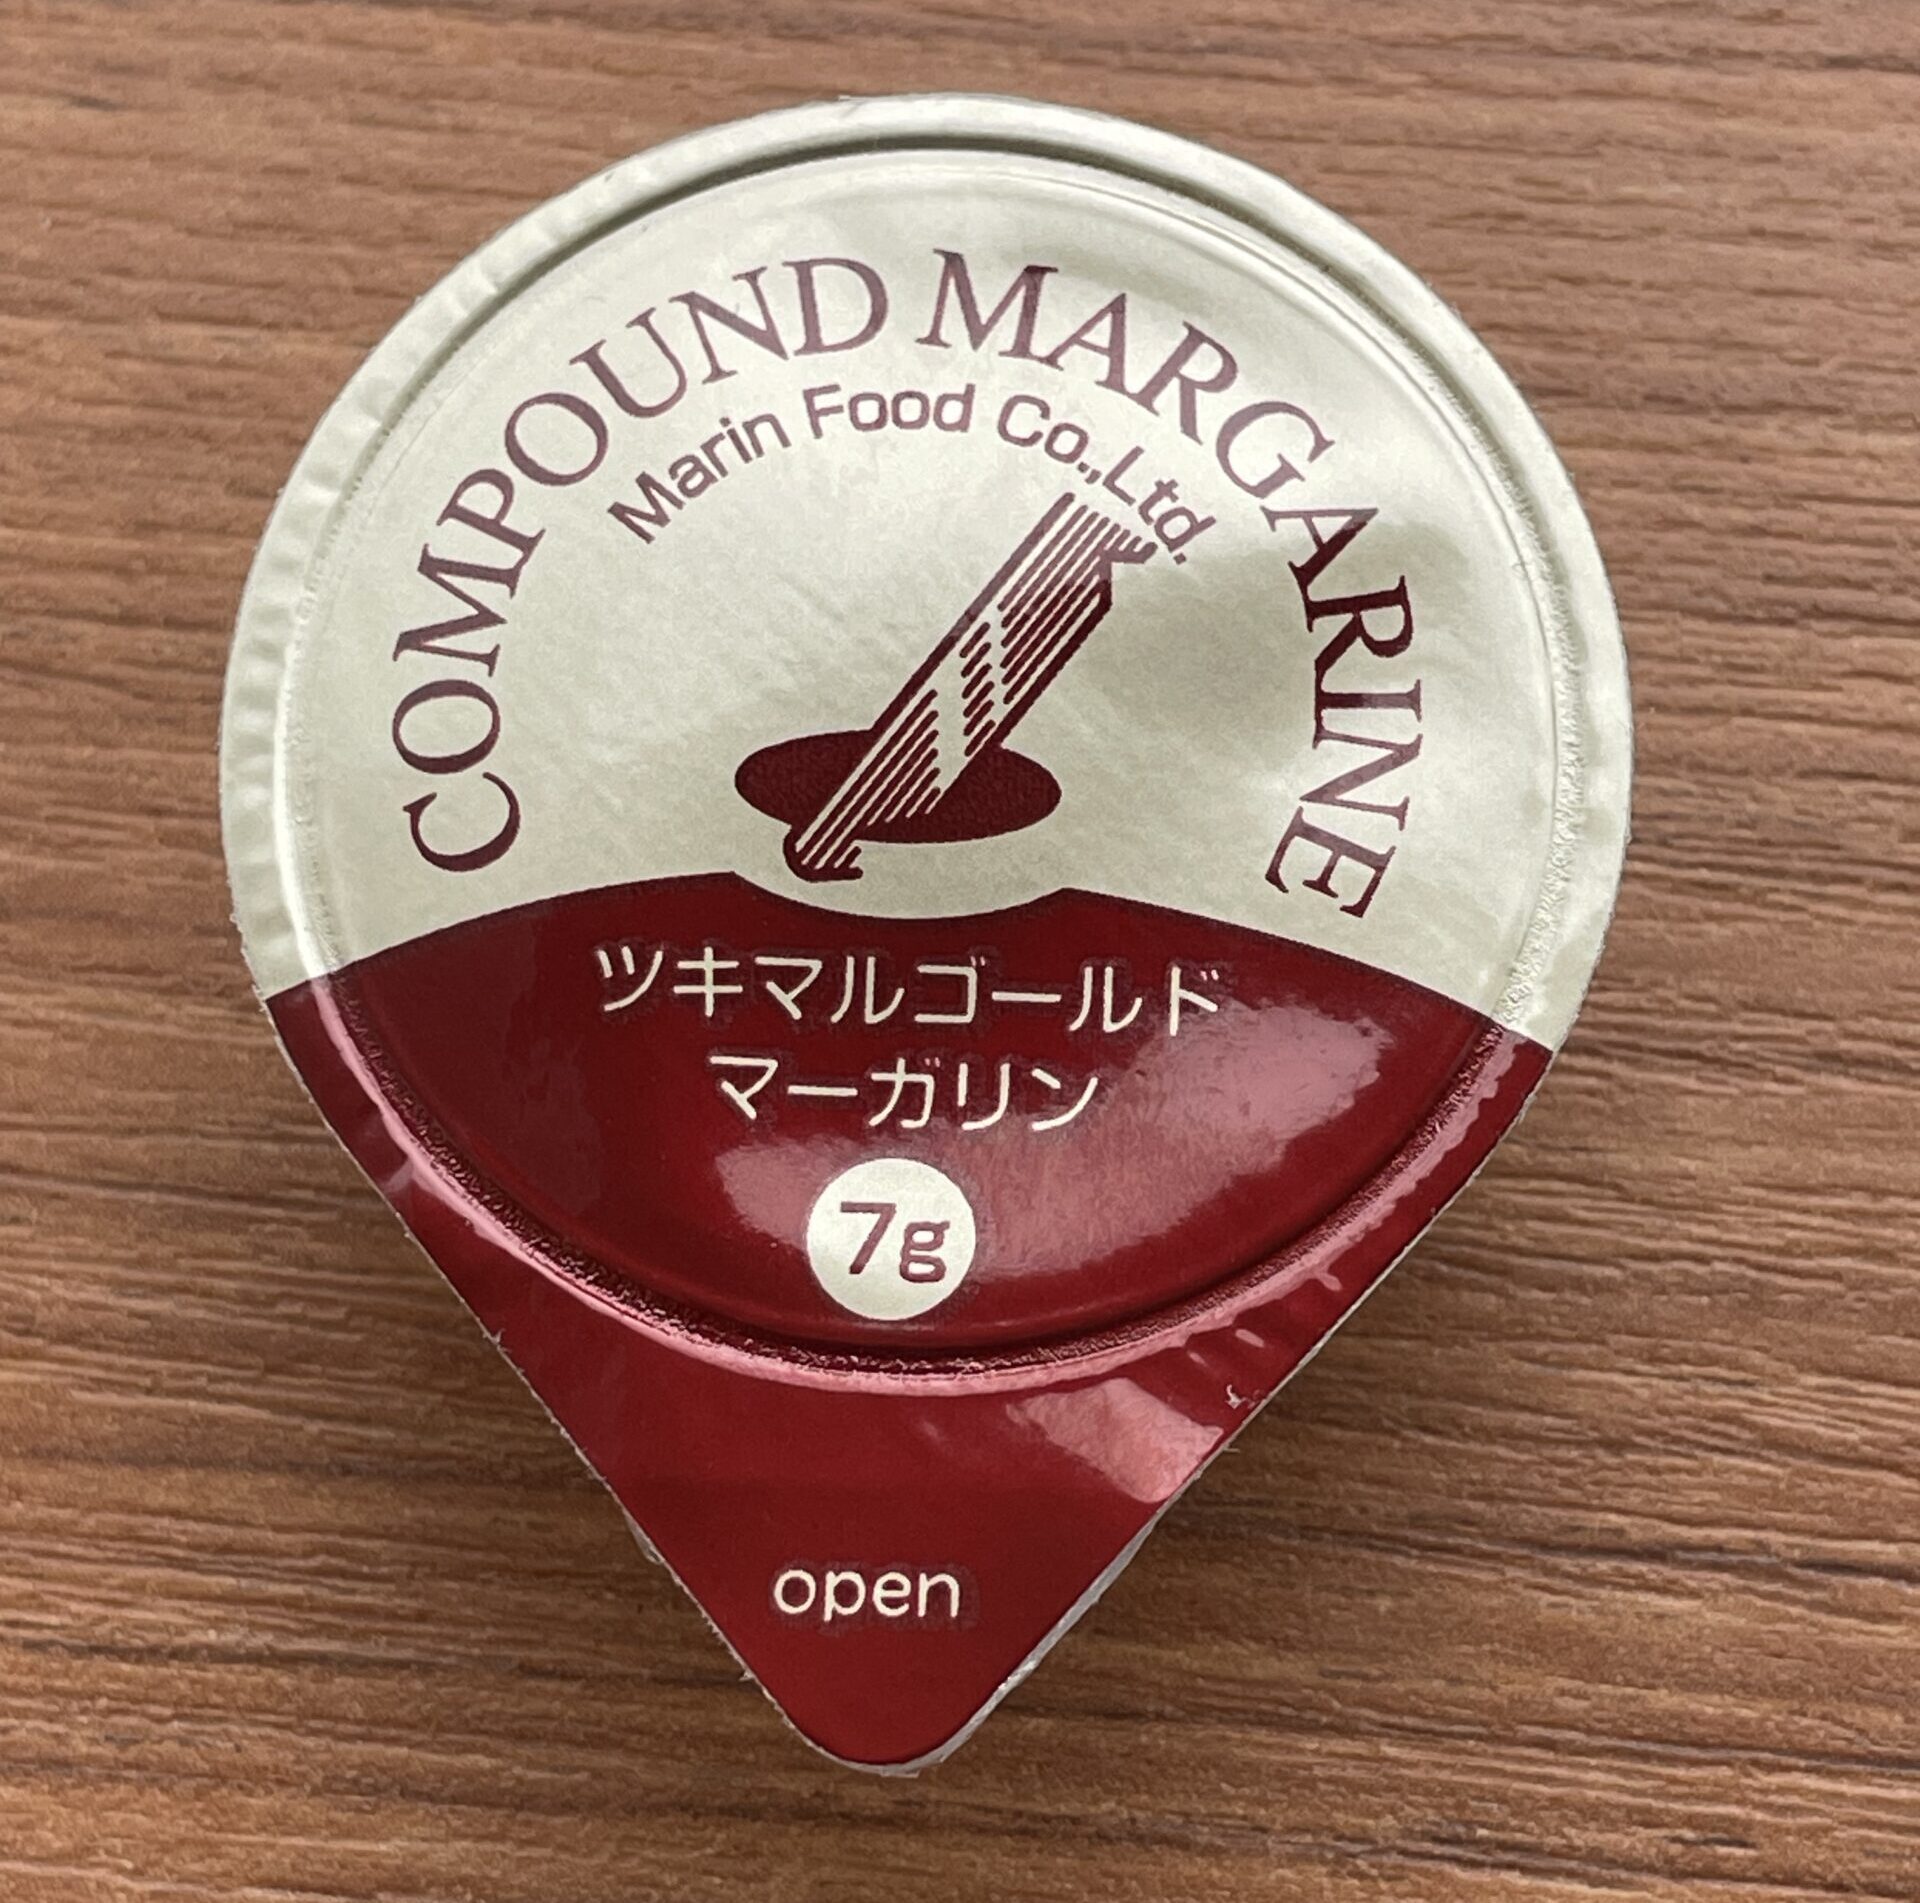 COMPOUND MARGARINE
Marin Food Co.,Ltd.
ツキマルゴールド
マーガリン
7g
open